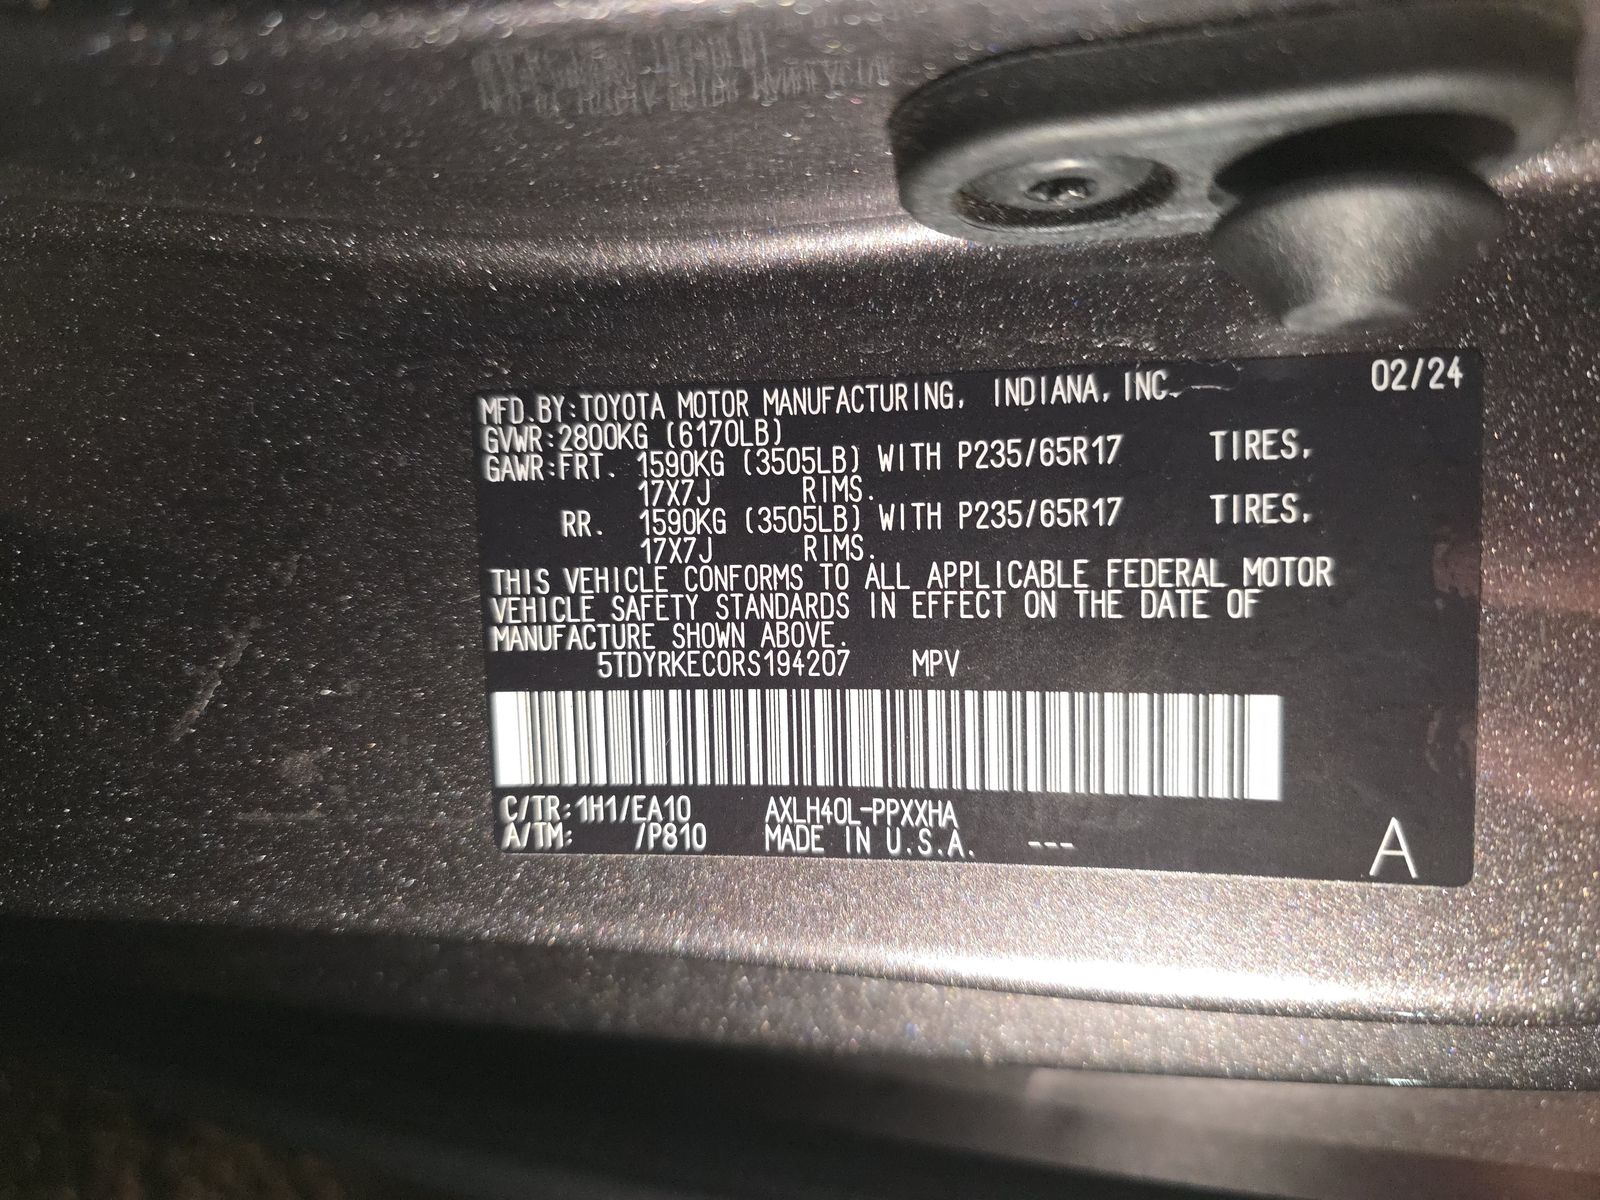 MFD.BY:TOYOTA MOTOR MANUFACTURING, INDIANA, INC. 02/24
GVWR:2800KG (6170LB)
GAWR:FRT. 1590KG (3505LB) WITH P235/65R17 TIRES,
17X7J RIMS.
RR. 1590KG (3505LB) WITH P235/65R17 TIRES,
17X7J RIMS.
THIS VEHICLE CONFORMS TO ALL APPLICABLE FEDERAL MOTOR
VEHICLE SAFETY STANDARDS IN EFFECT ON THE DATE OF
MANUFACTURE SHOWN ABOVE.
5TDYRKEC0RS194207 MPV
C/TR:1H1/EA10 AXLH40L-PPXXHA
A/TM: /P810 MADE IN U.S.A. ---
A